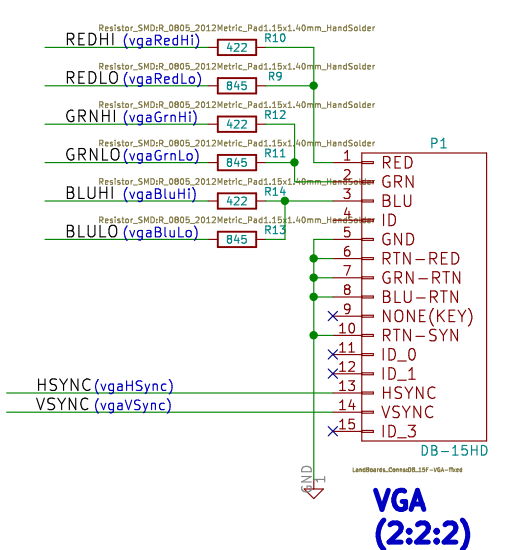 Resistor_SMD:R_0805_2012Metric_Pad1.15x1.40mm_HandSolder
REDHI (vgaRedHi) 422 R10
Resistor_SMD:R_0805_2012Metric_Pad1.15x1.40mm_HandSolder
REDLO (vgaRedLo) 845 R9
Resistor_SMD:R_0805_2012Metric_Pad1.15x1.40mm_HandSolder
GRNHI (vgaGrnHi) 422 R12
Resistor_SMD:R_0805_2012Metric_Pad1.15x1.40mm_HandSolder
GRNLO (vgaGrnLo) 845 R11
Resistor_SMD:R_0805_2012Metric_Pad1.15x1.40mm_HandSolder
BLUHI (vgaBluHi) 422 R14
Resistor_SMD:R_0805_2012Metric_Pad1.15x1.40mm_HandSolder
BLULO (vgaBluLo) 845 R13
P1
1 RED
2 GRN
3 BLU
4 ID
5 GND
6 RTN-RED
7 GRN-RTN
8 BLU-RTN
9 NONE(KEY)
10 RTN-SYN
11 ID_0
12 ID_1
HSYNC (vgaHSync) 13 HSYNC
VSYNC (vgaVSync) 14 VSYNC
15 ID_3
DB-15HD
LandBoards_Conns:DB_15F-VGA-fixed
GND
1
VGA
(2:2:2)